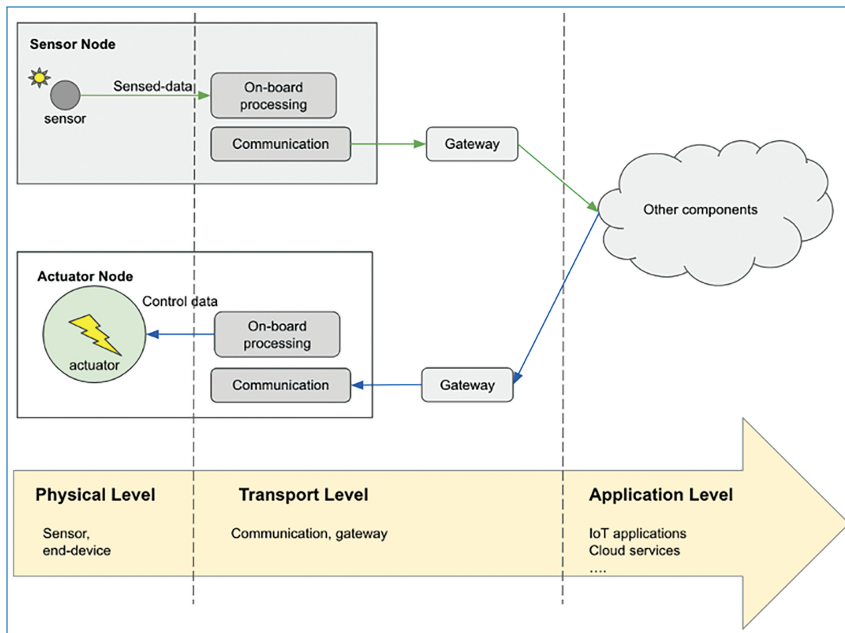 Sensor Node
Sensed-data
sensor
On-board
processing
Communication
Gateway
Other components
Actuator Node
Control data
actuator
On-board
processing
Communication
Gateway
Physical Level
Sensor,
end-device
Transport Level
Communication, gateway
Application Level
IoT applications
Cloud services
....